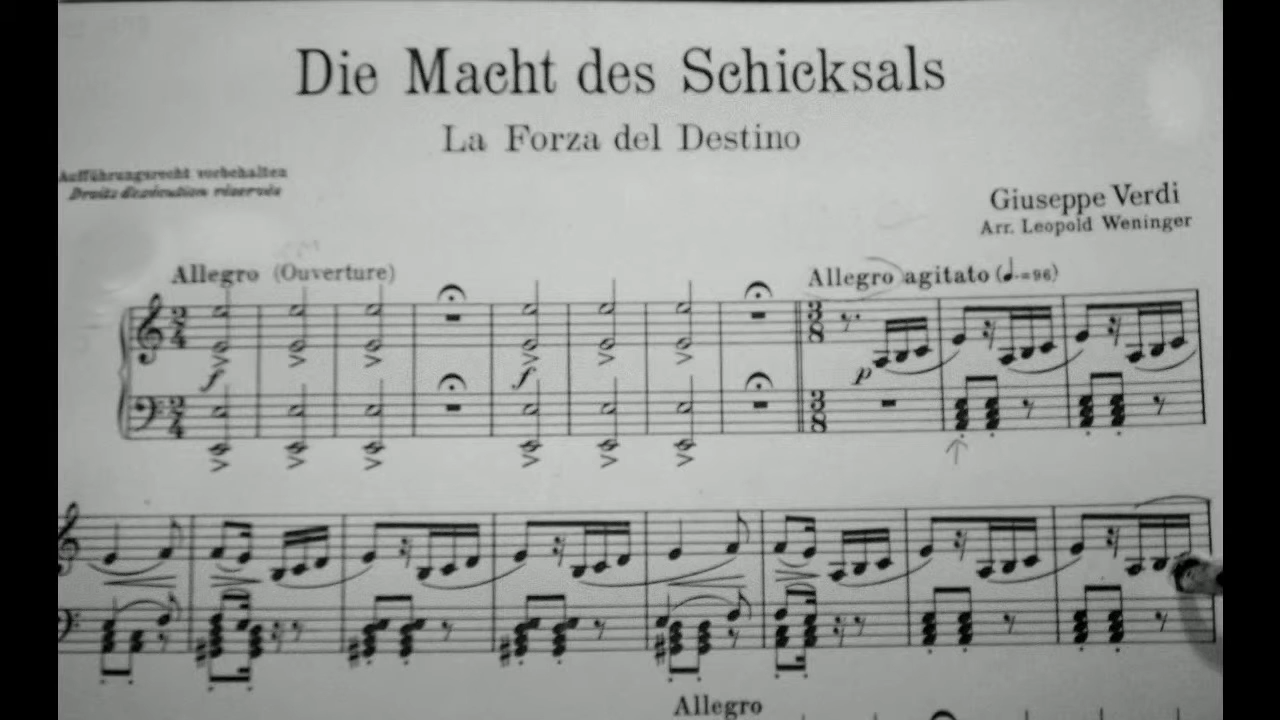 Die Macht des Schicksals
La Forza del Destino
Aufführungsrecht vorbehalten
Droits d'exécution réservés
Giuseppe Verdi
Arr. Leopold Weninger
Allegro (Ouverture)
Allegro agitato (♩.=96)
f
f
p
Allegro